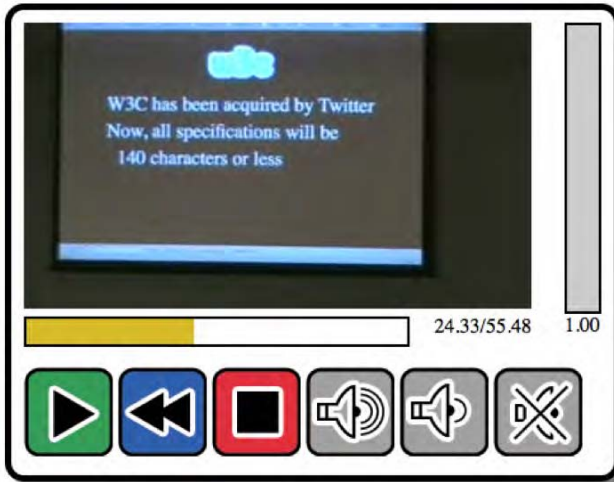 w3c
W3C has been acquired by Twitter
Now, all specifications will be
140 characters or less
24.33/55.48
1.00